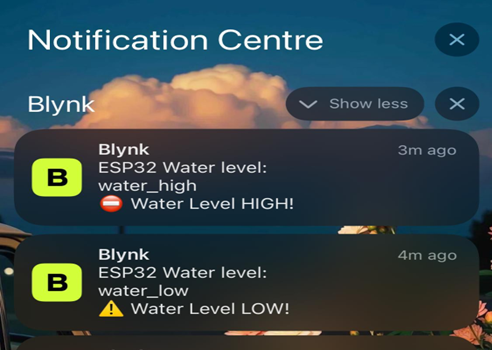 Notification Centre
Blynk
Show less
Blynk
3m ago
ESP32 Water level:
water_high
⛔ Water Level HIGH!
B
Blynk
4m ago
ESP32 Water level:
water_low
⚠️ Water Level LOW!
B